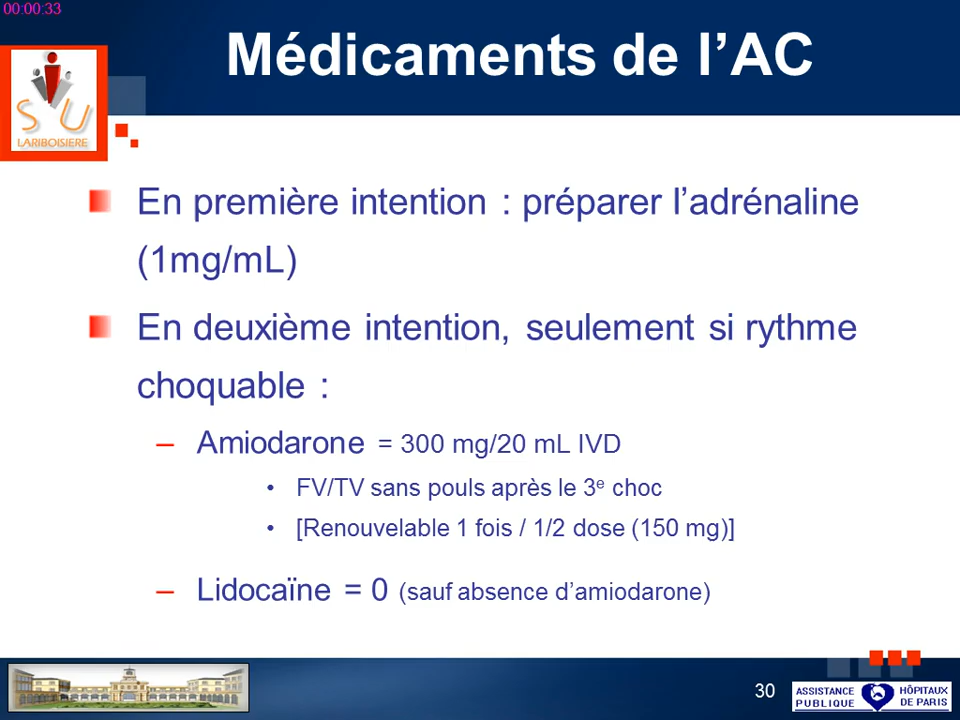 00:00:33
Médicaments de l’AC
S U
LARIBOISIERE
En première intention : préparer l’adrénaline
(1mg/mL)
En deuxième intention, seulement si rythme
choquable :
– Amiodarone = 300 mg/20 mL IVD
• FV/TV sans pouls après le 3e choc
• [Renouvelable 1 fois / 1/2 dose (150 mg)]
– Lidocaïne = 0 (sauf absence d’amiodarone)
30
ASSISTANCE PUBLIQUE
HÔPITAUX DE PARIS